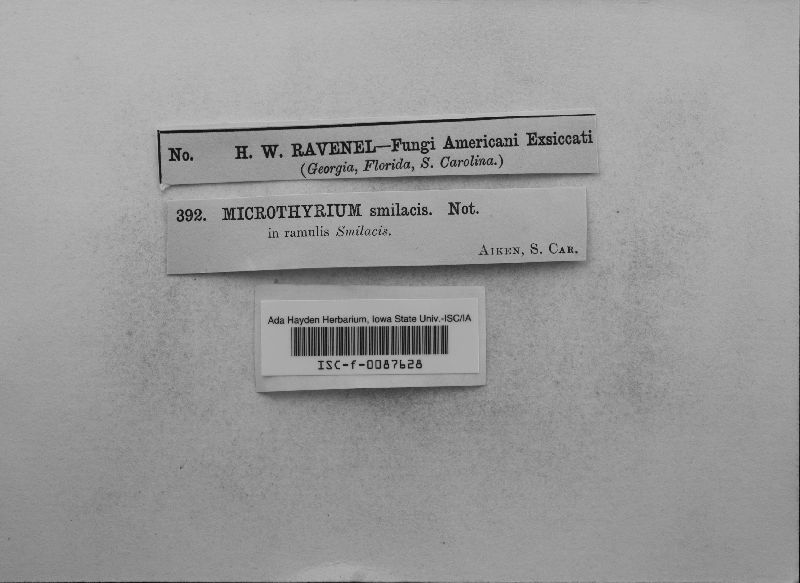 No. H. W. RAVENEL—Fungi Americani Exsiccati
(Georgia, Florida, S. Carolina.)
392. MICROTHYRIUM smilacis. Not.
in ramulis Smilacis.
AIKEN, S. CAR.
Ada Hayden Herbarium, Iowa State Univ.-ISC/IA
ISC-f-0087628